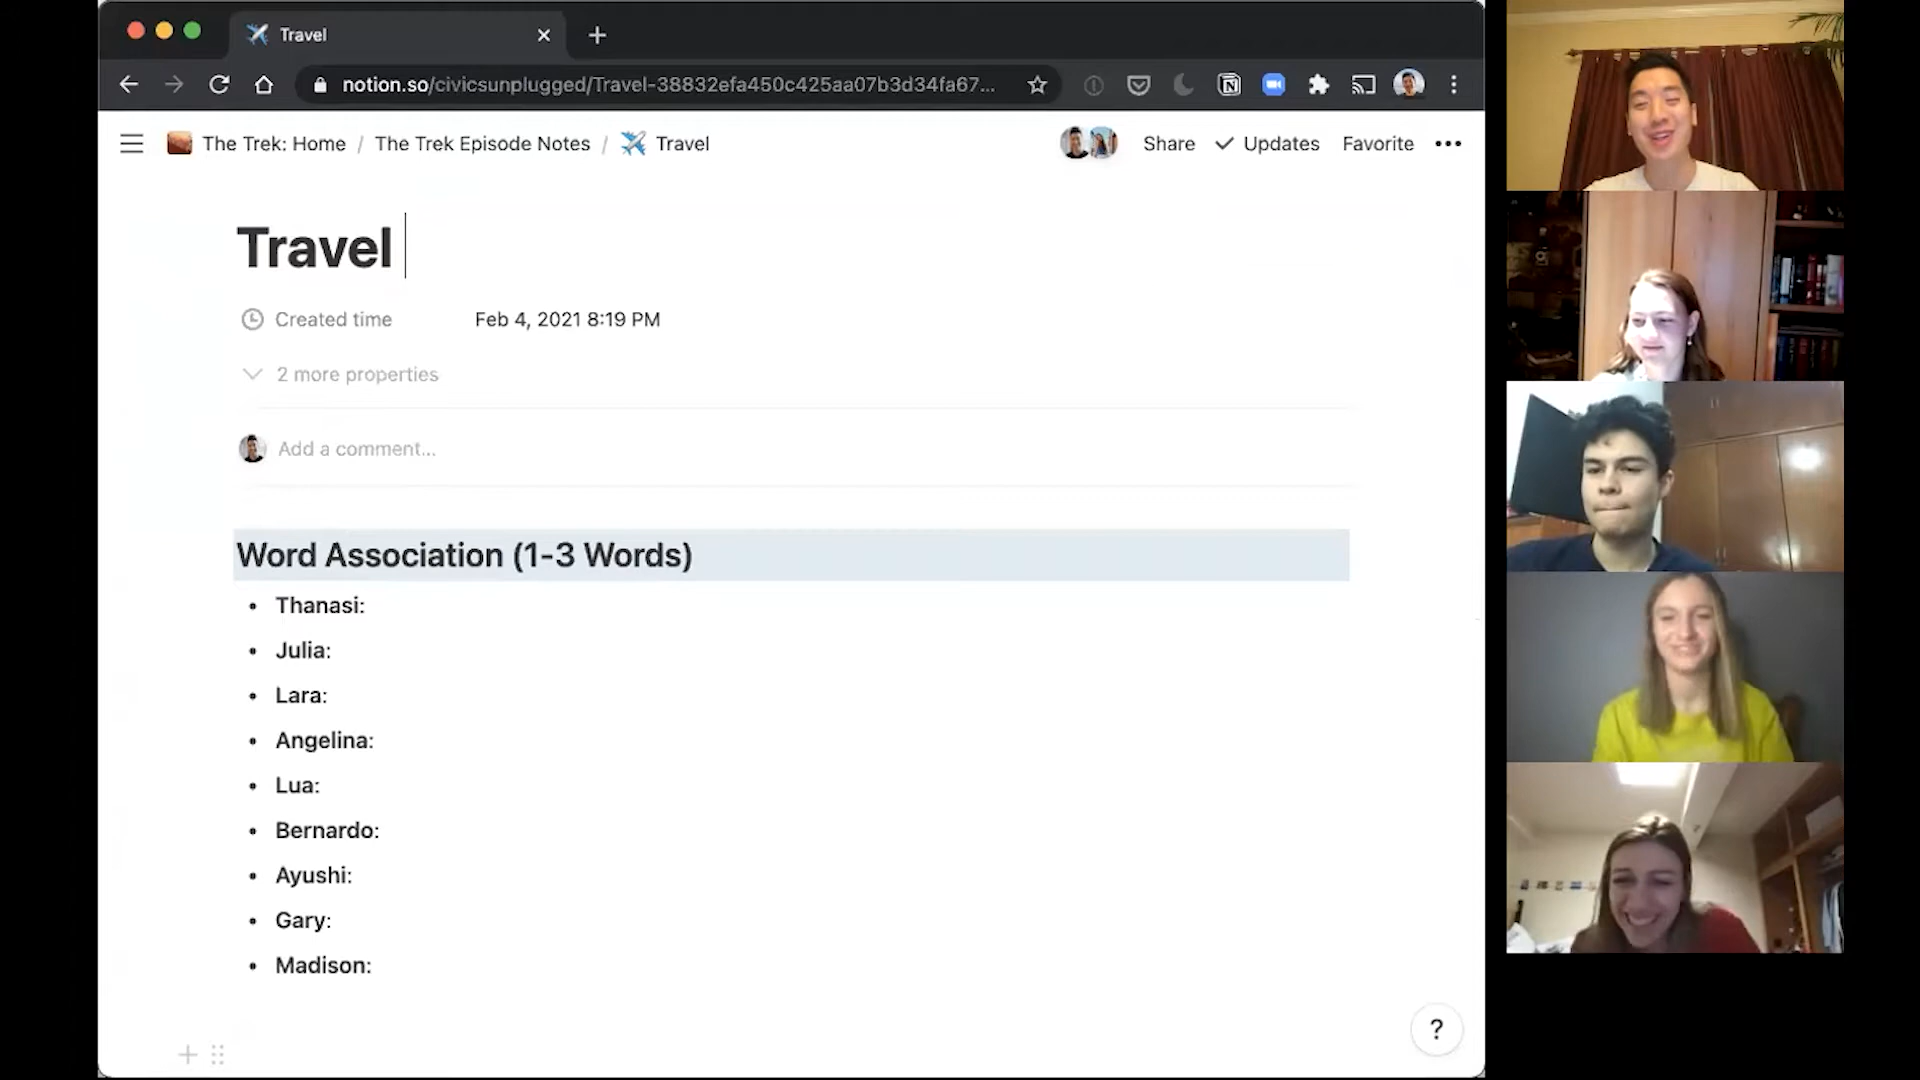 Travel
notion.so/civicsunplugged/Travel-38832efa450c425aa07b3d34fa67...
The Trek: Home / The Trek Episode Notes / Travel
Share Updates Favorite
Travel
Created time Feb 4, 2021 8:19 PM
2 more properties
Add a comment...
Word Association (1-3 Words)
• Thanasi:
• Julia:
• Lara:
• Angelina:
• Lua:
• Bernardo:
• Ayushi:
• Gary:
• Madison:
?